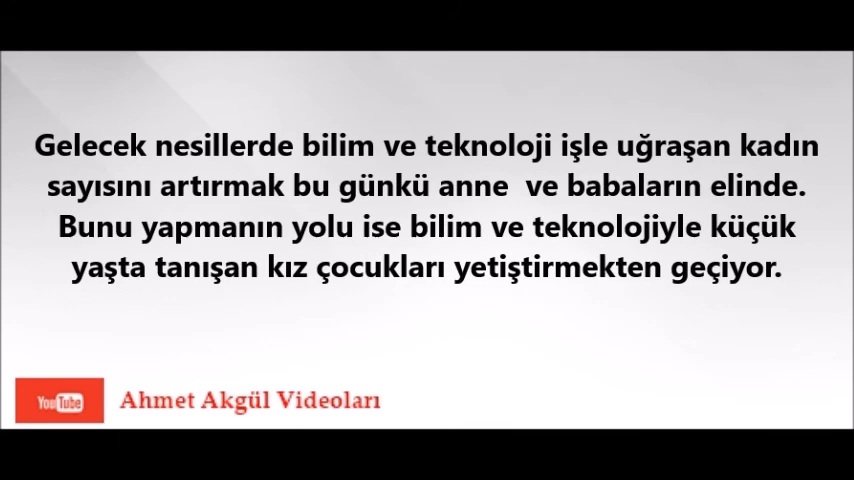 Gelecek nesillerde bilim ve teknoloji işle uğraşan kadın
sayısını artırmak bu günkü anne  ve babaların elinde.
Bunu yapmanın yolu ise bilim ve teknolojiyle küçük
yaşta tanışan kız çocukları yetiştirmekten geçiyor.
YouTube Ahmet Akgül Videoları